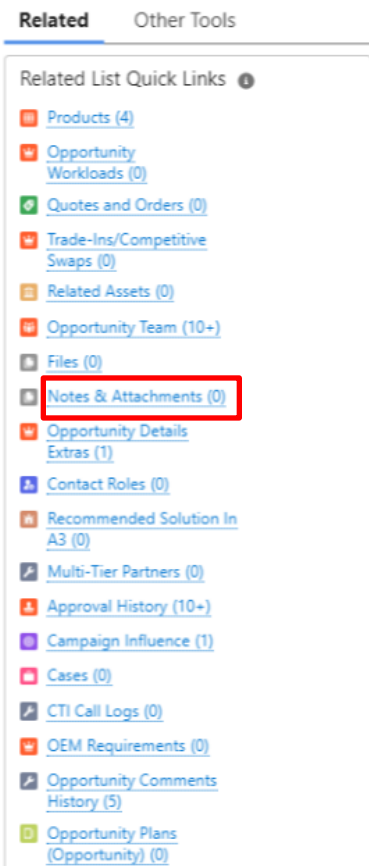 Related Other Tools
Related List Quick Links
Products (4)
Opportunity
Workloads (0)
Quotes and Orders (0)
Trade-Ins/Competitive
Swaps (0)
Related Assets (0)
Opportunity Team (10+)
Files (0)
Notes & Attachments (0)
Opportunity Details
Extras (1)
Contact Roles (0)
Recommended Solution In
A3 (0)
Multi-Tier Partners (0)
Approval History (10+)
Campaign Influence (1)
Cases (0)
CTI Call Logs (0)
OEM Requirements (0)
Opportunity Comments
History (5)
Opportunity Plans
(Opportunity) (0)